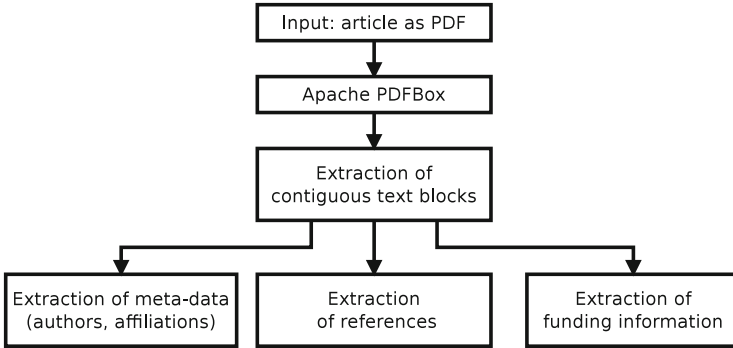 Input: article as PDF
Apache PDFBox
Extraction of
contiguous text blocks
Extraction of meta-data
(authors, affiliations)
Extraction
of references
Extraction of
funding information